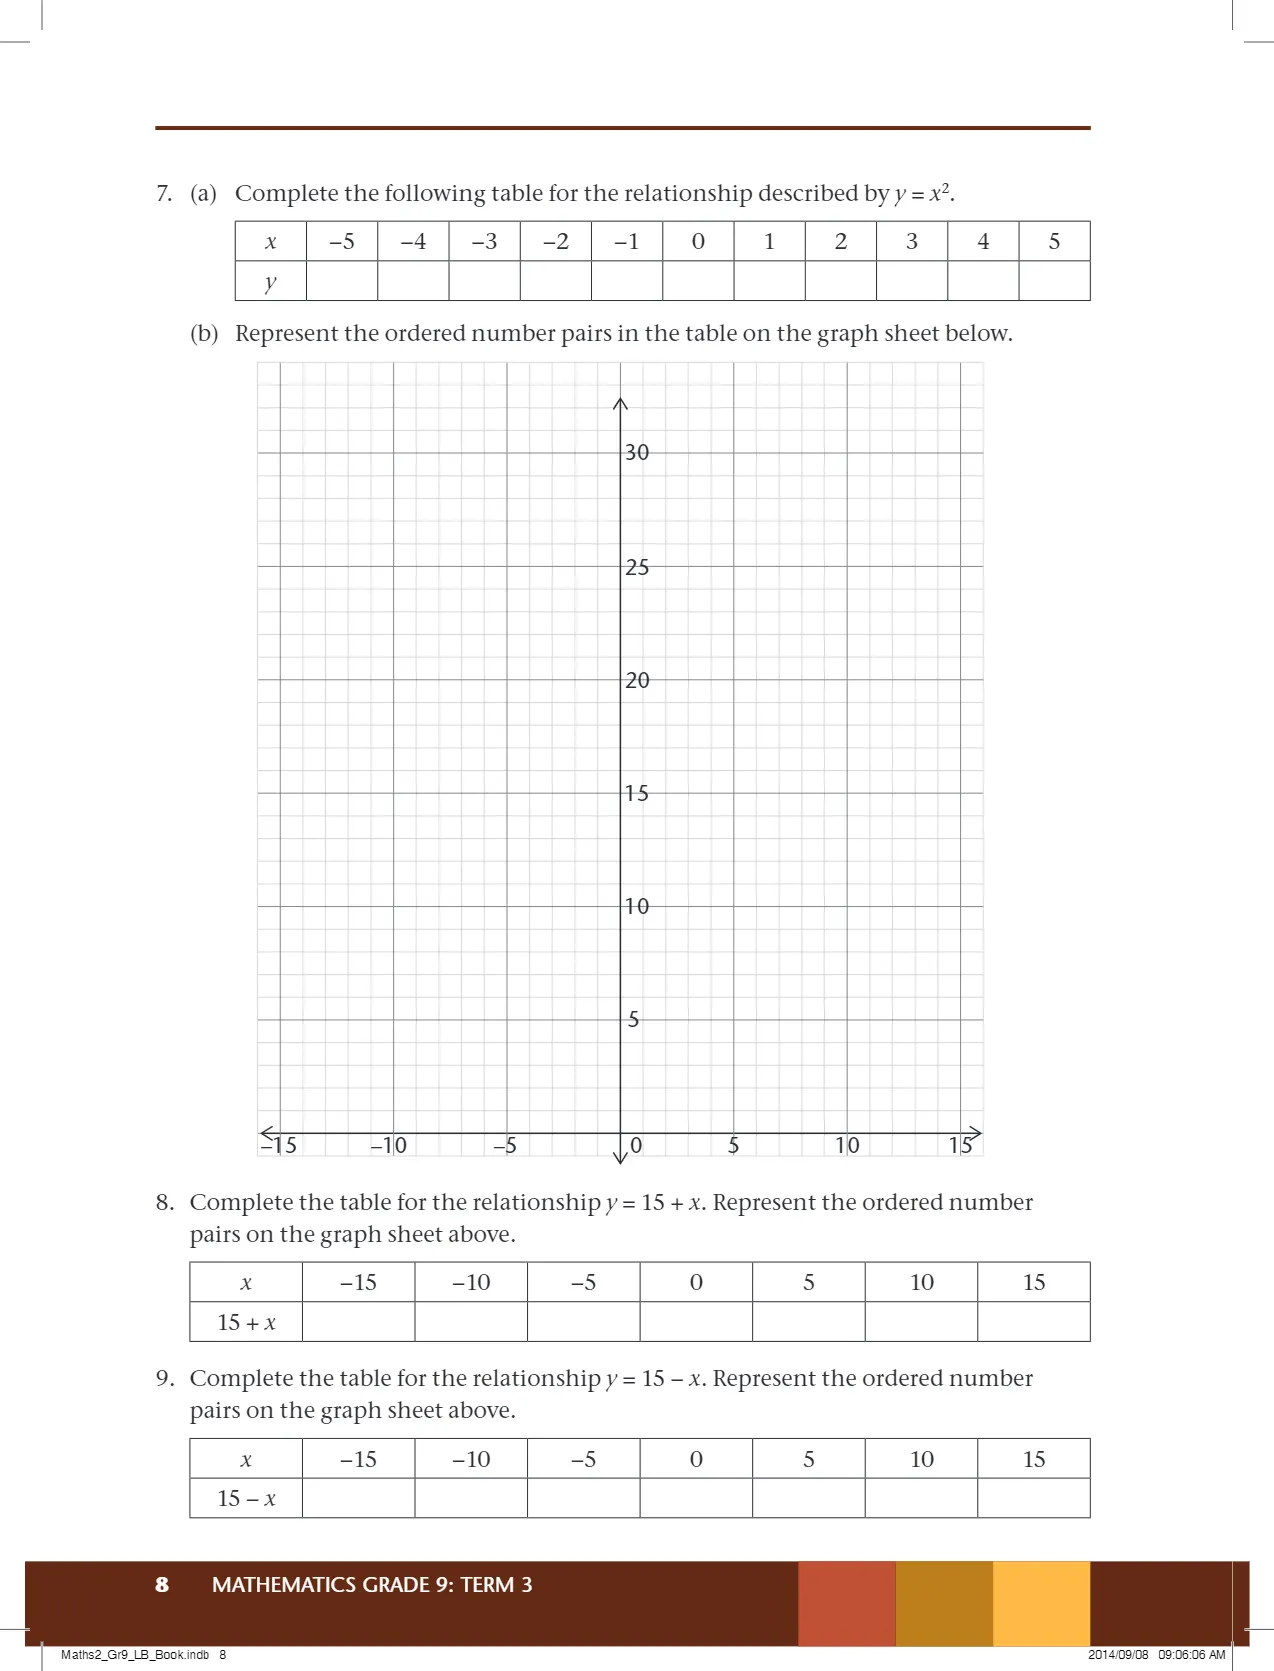 7. (a) Complete the following table for the relationship described by y = x².
x –5 –4 –3 –2 –1 0 1 2 3 4 5
y
(b) Represent the ordered number pairs in the table on the graph sheet below.
30
25
20
15
10
5
–15 –10 –5 0 5 10 15
8. Complete the table for the relationship y = 15 + x. Represent the ordered number
pairs on the graph sheet above.
x –15 –10 –5 0 5 10 15
15 + x
9. Complete the table for the relationship y = 15 – x. Represent the ordered number
pairs on the graph sheet above.
x –15 –10 –5 0 5 10 15
15 – x
8 MATHEMATICS GRADE 9: TERM 3
Maths2_Gr9_LB_Book.indb 8 2014/09/08 09:06:06 AM